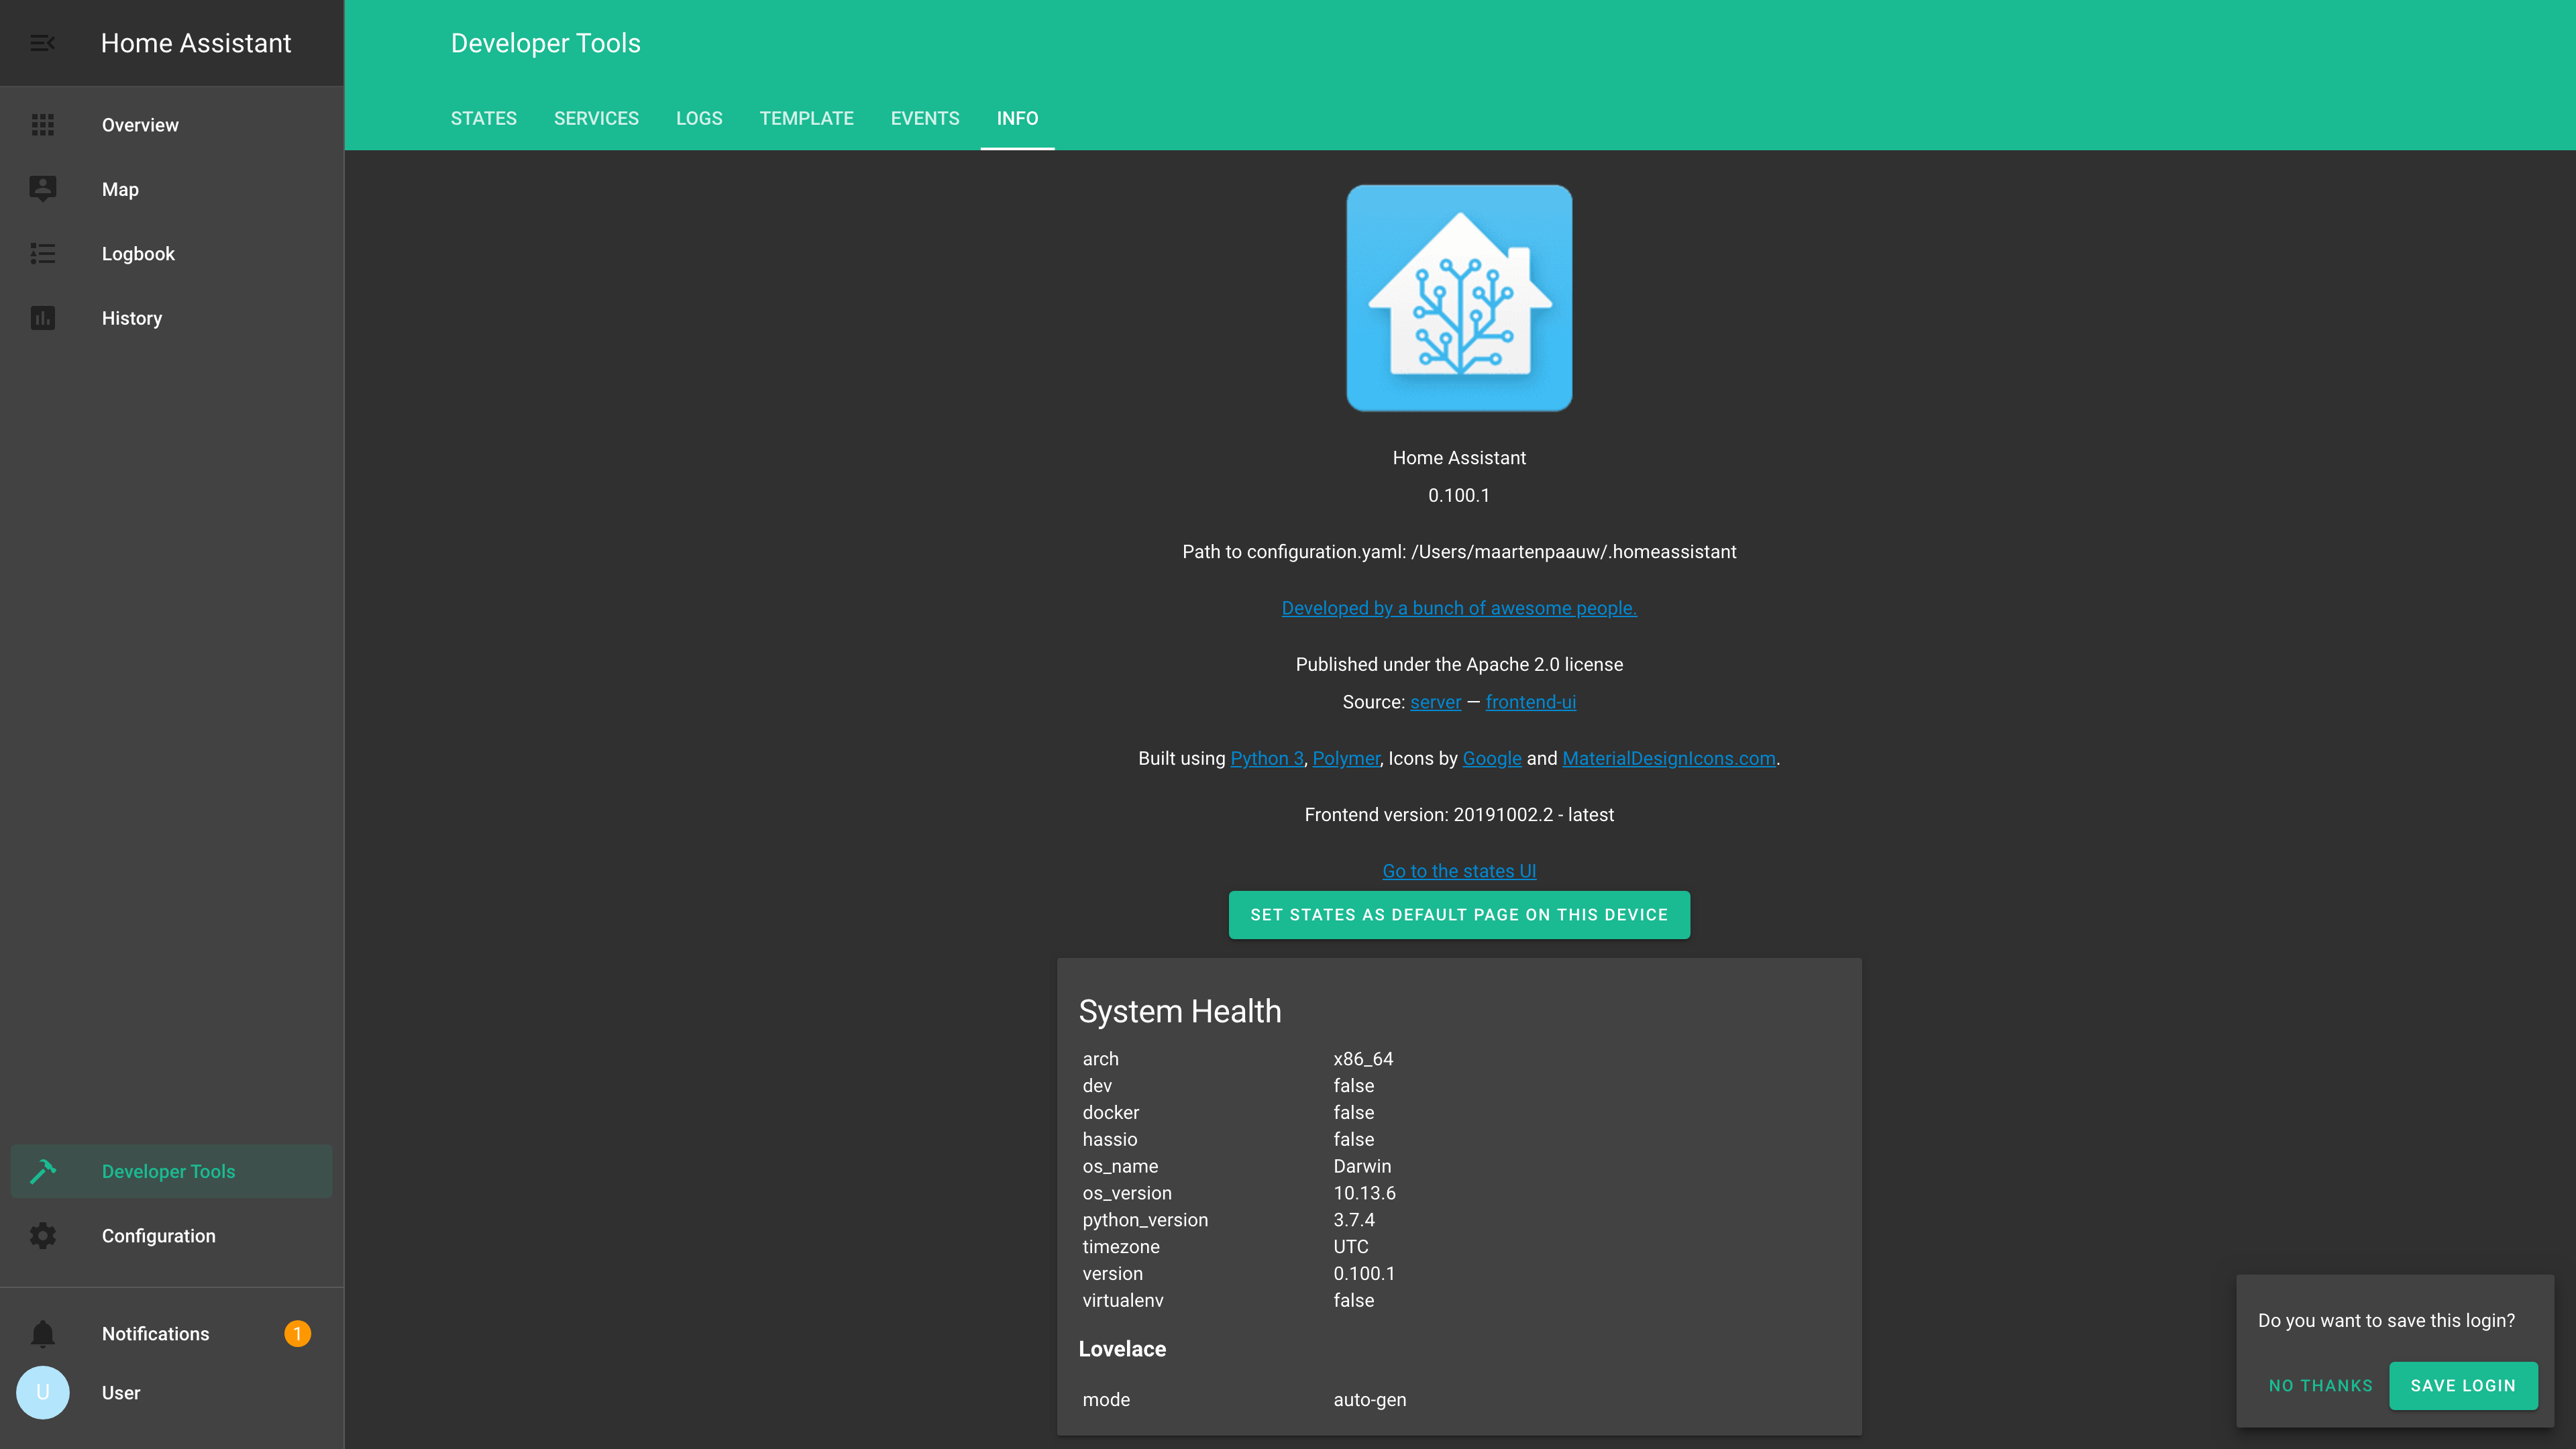 Home Assistant
Overview
Map
Logbook
History
Developer Tools
Configuration
Notifications 1
U User
Developer Tools
STATES SERVICES LOGS TEMPLATE EVENTS INFO
Home Assistant
0.100.1
Path to configuration.yaml: /Users/maartenpaauw/.homeassistant
Developed by a bunch of awesome people.
Published under the Apache 2.0 license
Source: server — frontend-ui
Built using Python 3, Polymer, Icons by Google and MaterialDesignIcons.com.
Frontend version: 20191002.2 - latest
Go to the states UI
SET STATES AS DEFAULT PAGE ON THIS DEVICE
System Health
arch x86_64
dev false
docker false
hassio false
os_name Darwin
os_version 10.13.6
python_version 3.7.4
timezone UTC
version 0.100.1
virtualenv false
Lovelace
mode auto-gen
Do you want to save this login?
NO THANKS SAVE LOGIN